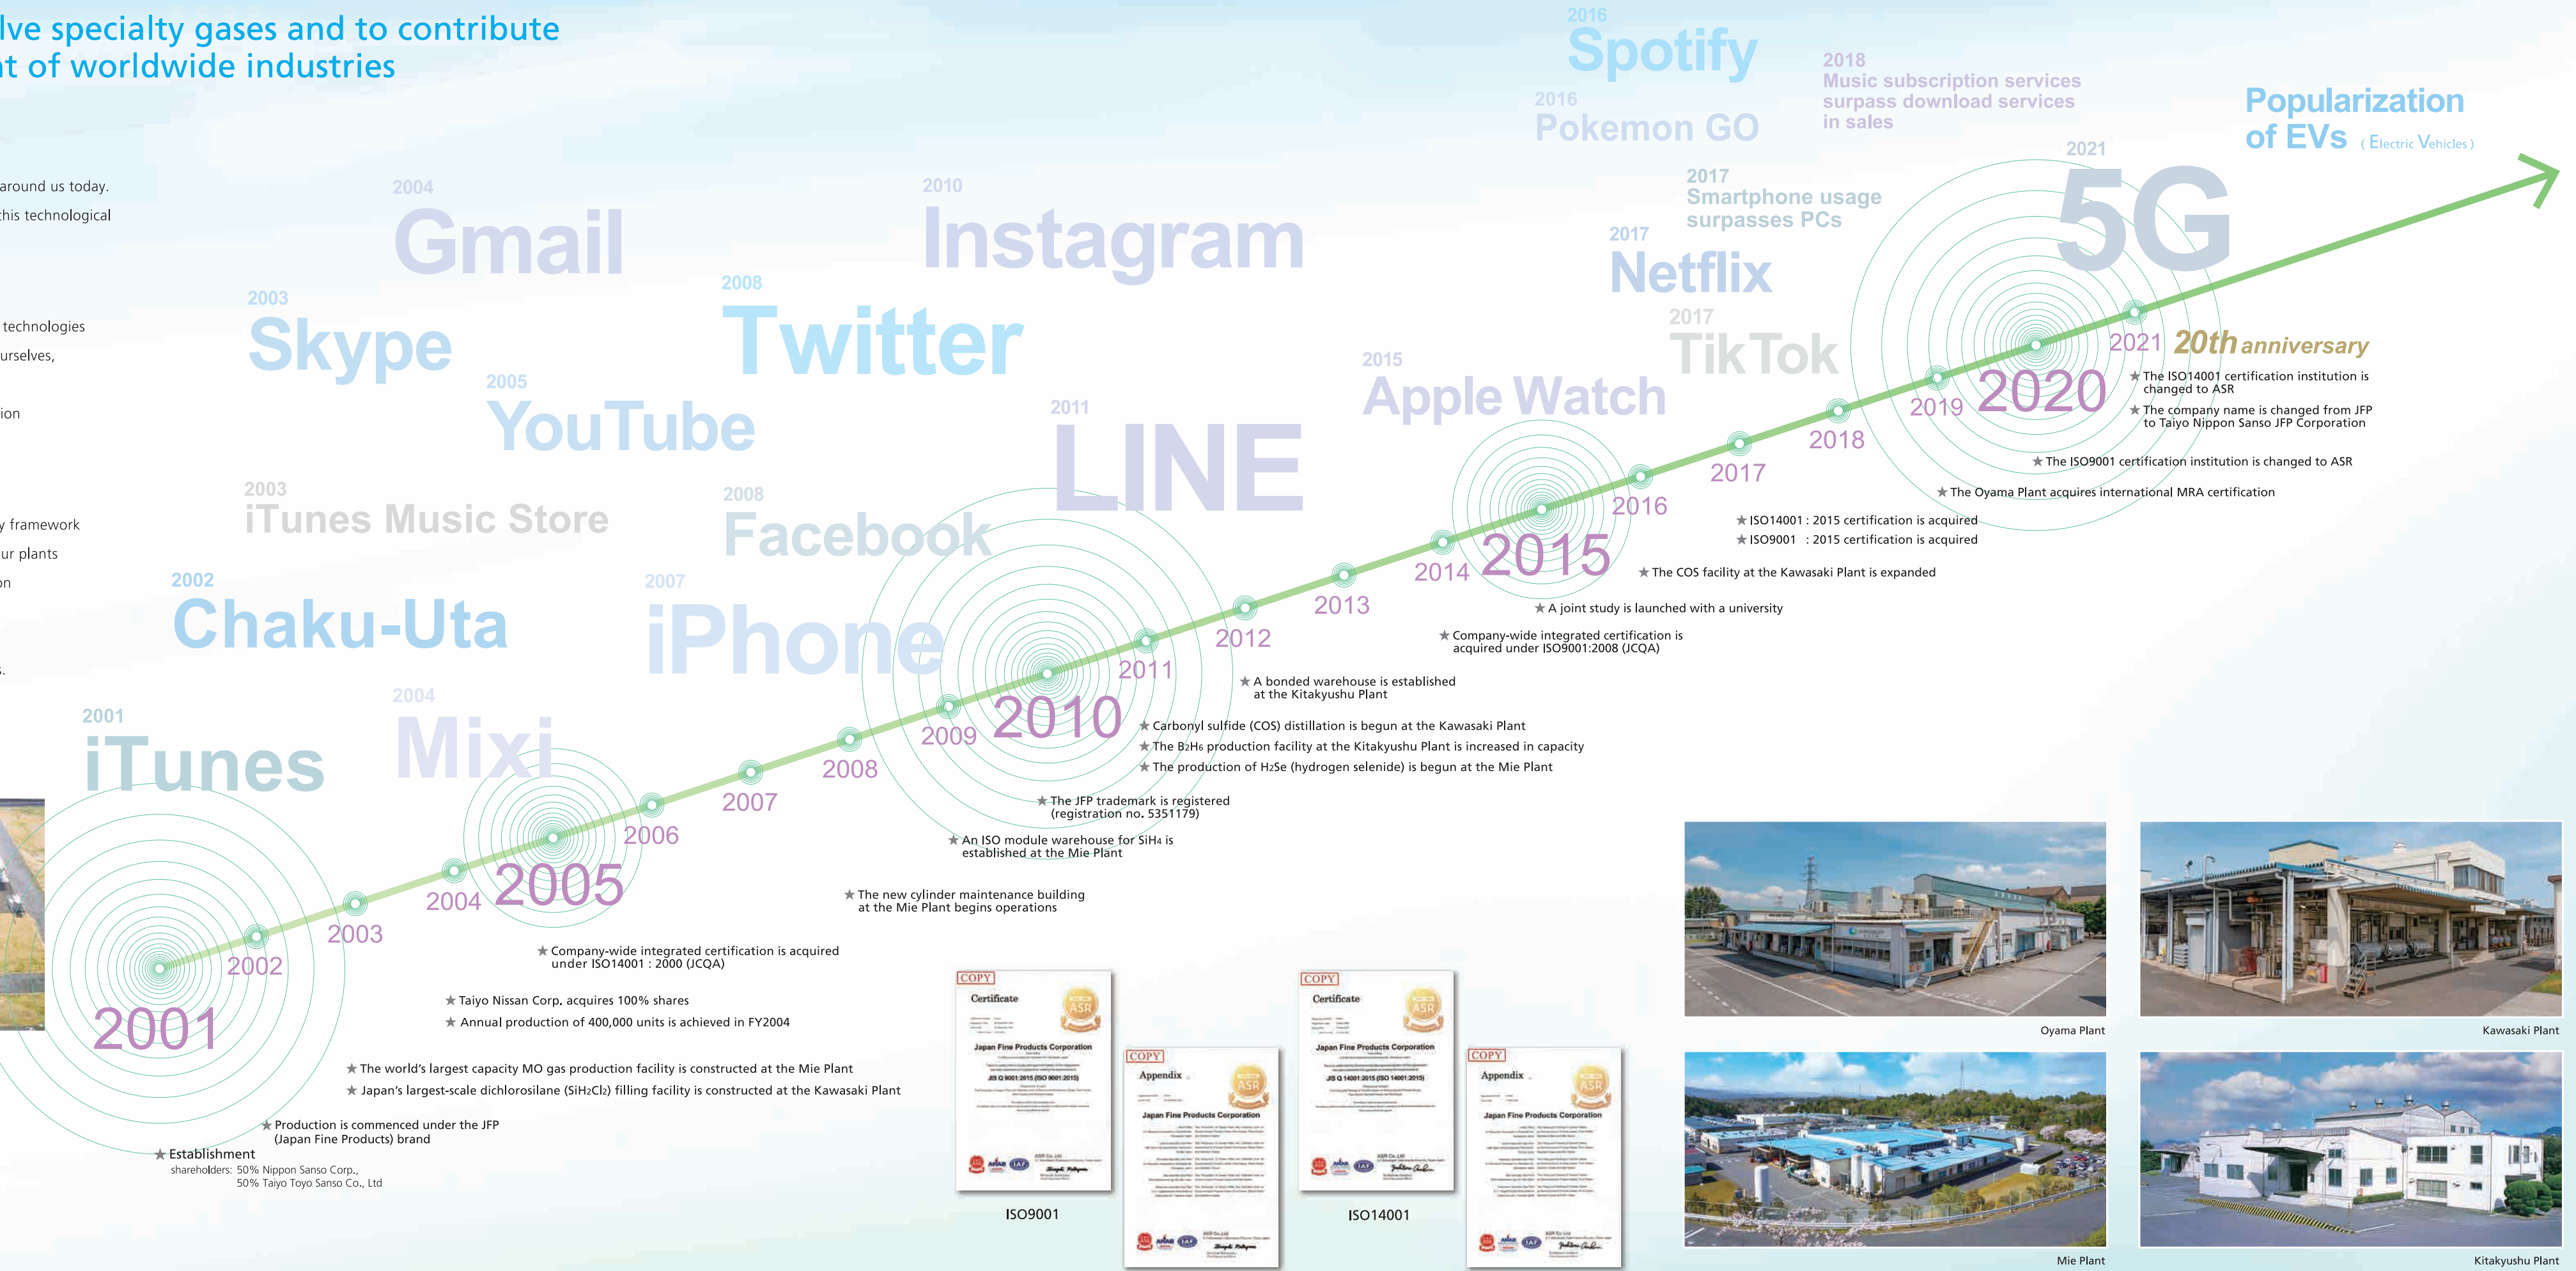 lve specialty gases and to contribute
nt of worldwide industries
around us today.
this technological
technologies
urselves,
ion
y framework
ur plants
on
s.
2016
Spotify
2016
Pokemon GO
2018
Music subscription services
surpass download services
in sales
Popularization
of EVs ( Electric Vehicles )
2021
5G
2017
Smartphone usage
surpasses PCs
2017
Netflix
2017
TikTok
2015
Apple Watch
2010
Instagram
2011
LINE
2008
Twitter
2008
Facebook
2007
iPhone
2004
Gmail
2003
Skype
2005
YouTube
2003
iTunes Music Store
2002
Chaku-Uta
2004
Mixi
2001
iTunes
2001
★ Establishment
shareholders: 50% Nippon Sanso Corp.,
50% Taiyo Toyo Sanso Co., Ltd
2002
★ Production is commenced under the JFP
(Japan Fine Products) brand
2003
★ The world's largest capacity MO gas production facility is constructed at the Mie Plant
★ Japan's largest-scale dichlorosilane (SiH2Cl2) filling facility is constructed at the Kawasaki Plant
2004
★ Taiyo Nissan Corp. acquires 100% shares
★ Annual production of 400,000 units is achieved in FY2004
2005
★ Company-wide integrated certification is acquired
under ISO14001 : 2000 (JCQA)
2006
2007
2008
★ The new cylinder maintenance building
at the Mie Plant begins operations
2009
★ An ISO module warehouse for SiH4 is
established at the Mie Plant
2010
★ The JFP trademark is registered
(registration no. 5351179)
2011
★ Carbonyl sulfide (COS) distillation is begun at the Kawasaki Plant
★ The B2H6 production facility at the Kitakyushu Plant is increased in capacity
★ The production of H2Se (hydrogen selenide) is begun at the Mie Plant
2012
★ A bonded warehouse is established
at the Kitakyushu Plant
2013
2014
★ Company-wide integrated certification is
acquired under ISO9001:2008 (JCQA)
2015
★ A joint study is launched with a university
2016
★ The COS facility at the Kawasaki Plant is expanded
2017
★ ISO14001 : 2015 certification is acquired
★ ISO9001 : 2015 certification is acquired
2018
2019
★ The Oyama Plant acquires international MRA certification
2020
★ The ISO9001 certification institution is changed to ASR
2021 20th anniversary
★ The ISO14001 certification institution is
changed to ASR
★ The company name is changed from JFP
to Taiyo Nippon Sanso JFP Corporation
COPY
Certificate
ASR
Japan Fine Products Corporation
JIS Q 9001:2015 (ISO 9001:2015)
ISO9001
COPY
Appendix
ASR
Japan Fine Products Corporation
COPY
Certificate
ASR
Japan Fine Products Corporation
JIS Q 14001:2015 (ISO 14001:2015)
ISO14001
COPY
Appendix
ASR
Japan Fine Products Corporation
Oyama Plant
Kawasaki Plant
Mie Plant
Kitakyushu Plant